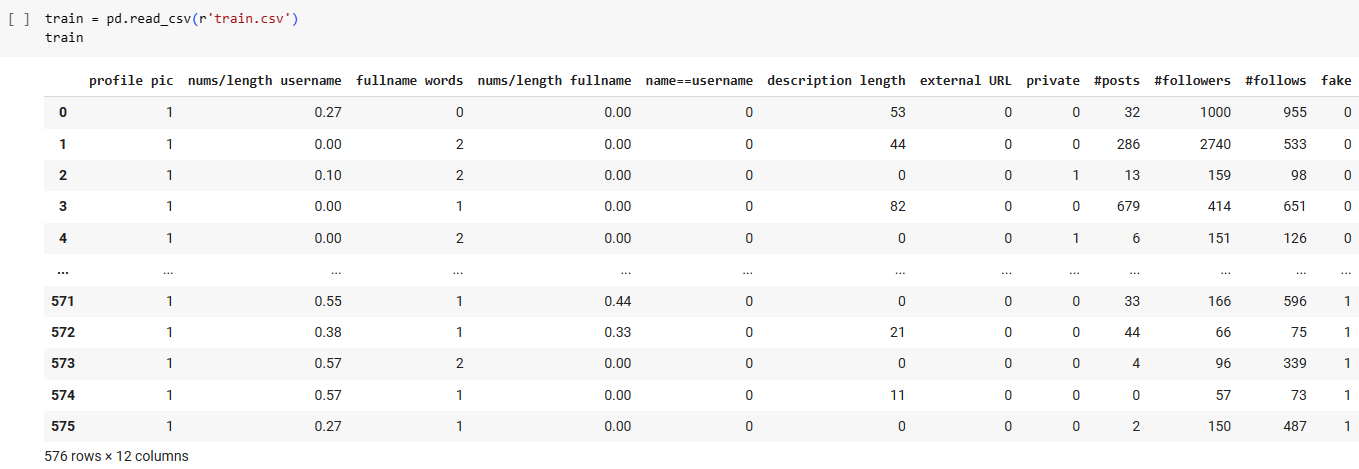 [ ] train = pd.read_csv(r'train.csv')
train
profile pic nums/length username fullname words nums/length fullname name==username description length external URL private #posts #followers #follows fake
0 1 0.27 0 0.00 0 53 0 0 32 1000 955 0
1 1 0.00 2 0.00 0 44 0 0 286 2740 533 0
2 1 0.10 2 0.00 0 0 0 1 13 159 98 0
3 1 0.00 1 0.00 0 82 0 0 679 414 651 0
4 1 0.00 2 0.00 0 0 0 1 6 151 126 0
... ... ... ... ... ... ... ... ... ... ... ... ...
571 1 0.55 1 0.44 0 0 0 0 33 166 596 1
572 1 0.38 1 0.33 0 21 0 0 44 66 75 1
573 1 0.57 2 0.00 0 0 0 0 4 96 339 1
574 1 0.57 1 0.00 0 11 0 0 0 57 73 1
575 1 0.27 1 0.00 0 0 0 0 2 150 487 1
576 rows × 12 columns